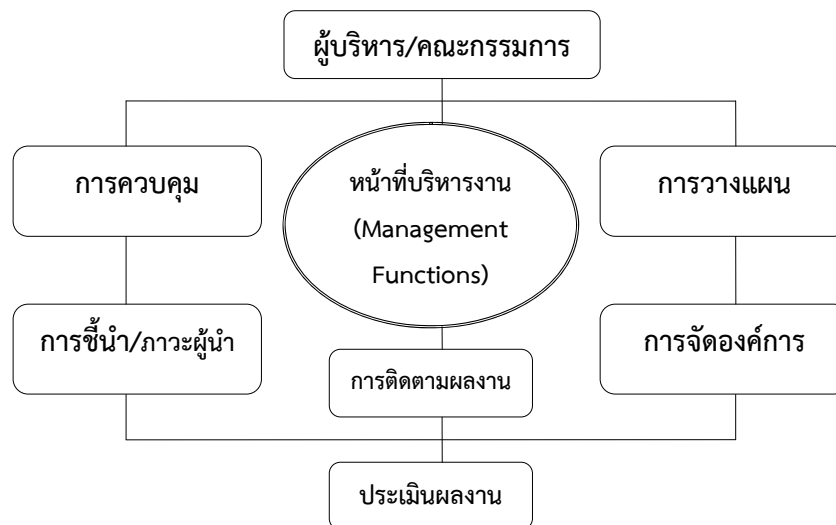 ผู้บริหาร/คณะกรรมการ
การควบคุม
หน้าที่บริหารงาน
(Management
Functions)
การวางแผน
การชี้นำ/ภาวะผู้นำ
การติดตามผลงาน
การจัดองค์การ
ประเมินผลงาน